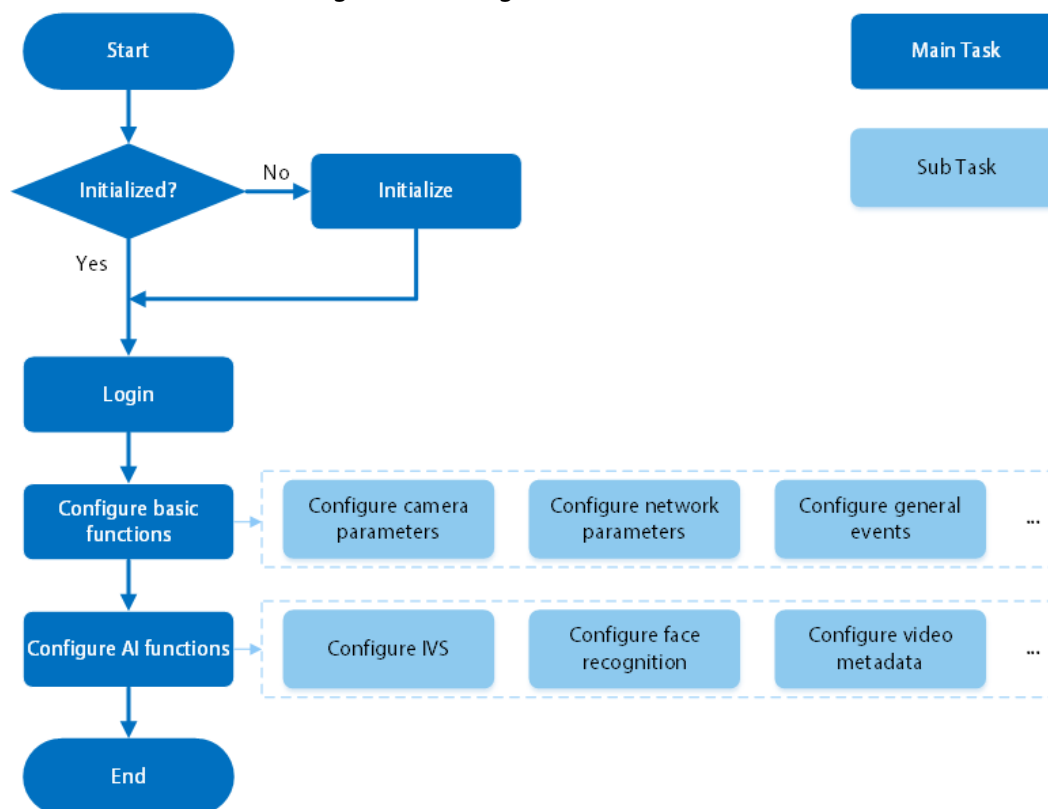 Start
Main Task
Initialized?
No
Initialize
Sub Task
Yes
Login
Configure basic
functions
Configure camera
parameters
Configure network
parameters
Configure general
events
...
Configure AI functions
Configure IVS
Configure face
recognition
Configure video
metadata
...
End